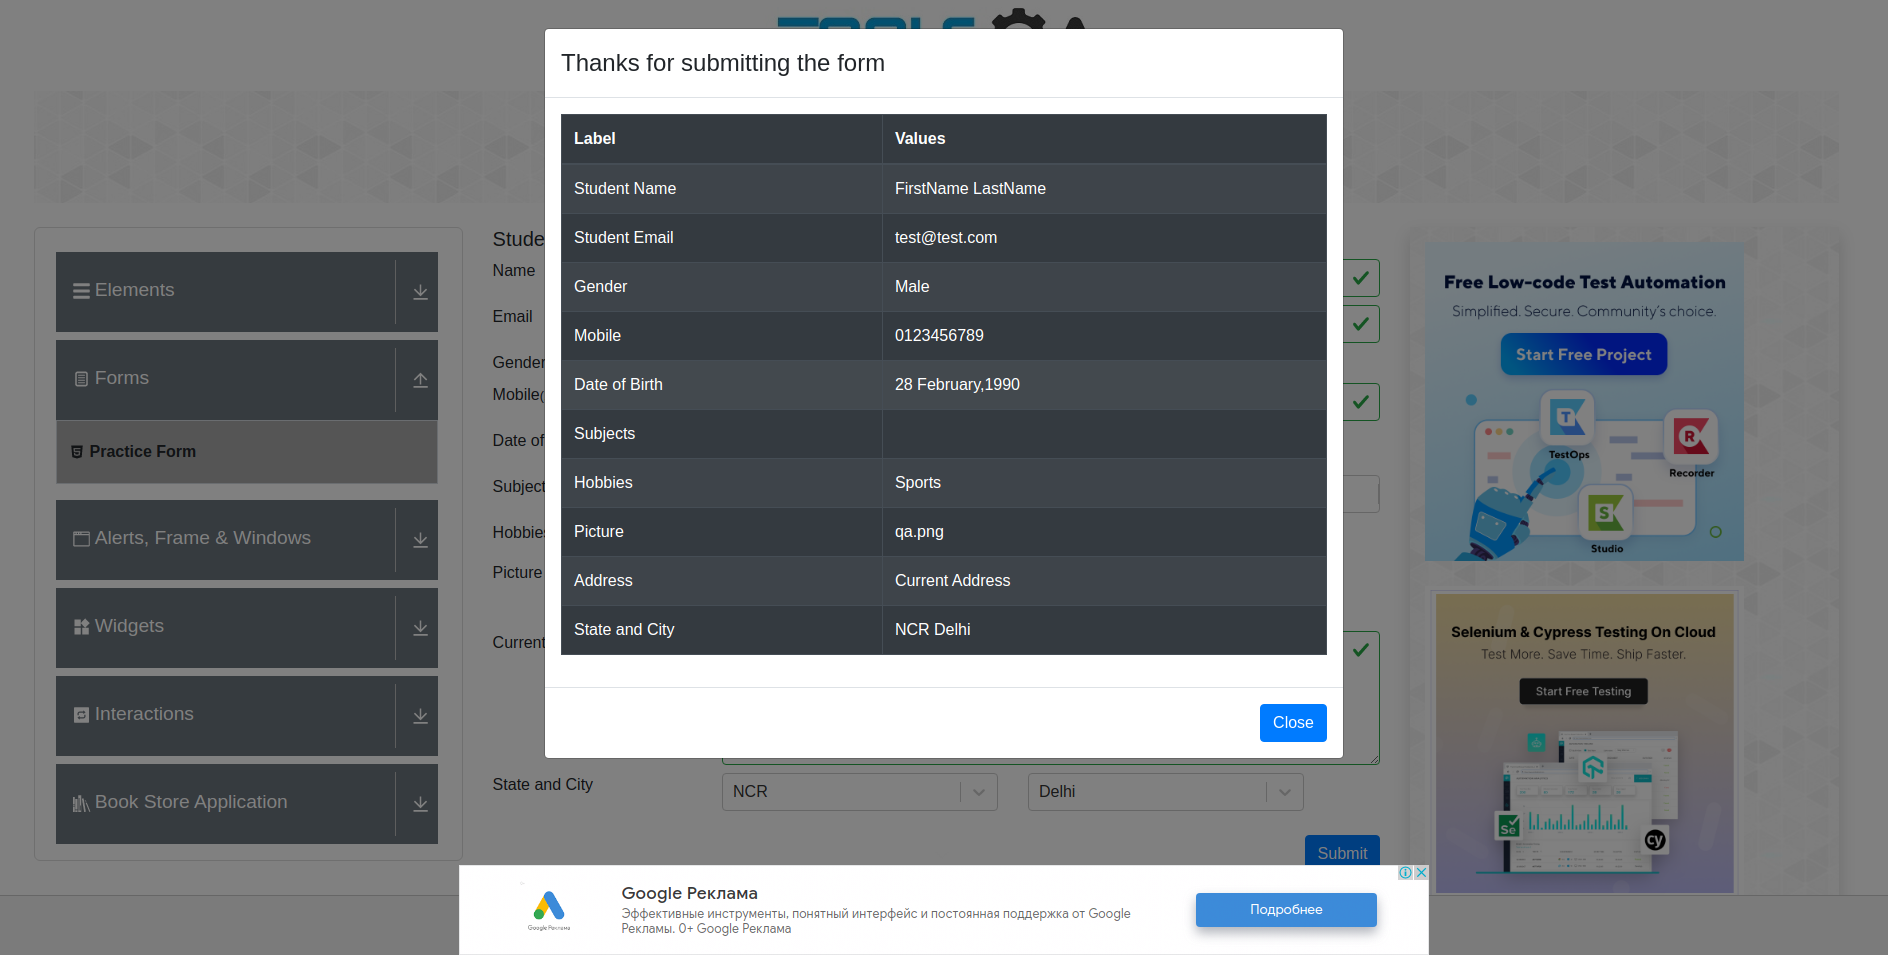 Thanks for submitting the form
Label Values
Student Name FirstName LastName
Student Email test@test.com
Gender Male
Mobile 0123456789
Date of Birth 28 February,1990
Subjects
Hobbies Sports
Picture qa.png
Address Current Address
State and City NCR Delhi
Close
Elements
Forms
Practice Form
Alerts, Frame & Windows
Widgets
Interactions
Book Store Application
Name
Email
Gender
Mobile(
Date of
Subject
Hobbies
Picture
Current
State and City NCR Delhi
Submit
Free Low-code Test Automation
Simplified. Secure. Community's choice.
Start Free Project
T
TestOps
R
Recorder
S
Studio
Selenium & Cypress Testing On Cloud
Test More. Save Time. Ship Faster.
Start Free Testing
Se
cy
Google Реклама
Google Реклама
Эффективные инструменты, понятный интерфейс и постоянная поддержка от Google
Рекламы. 0+ Google Реклама
Подробнее